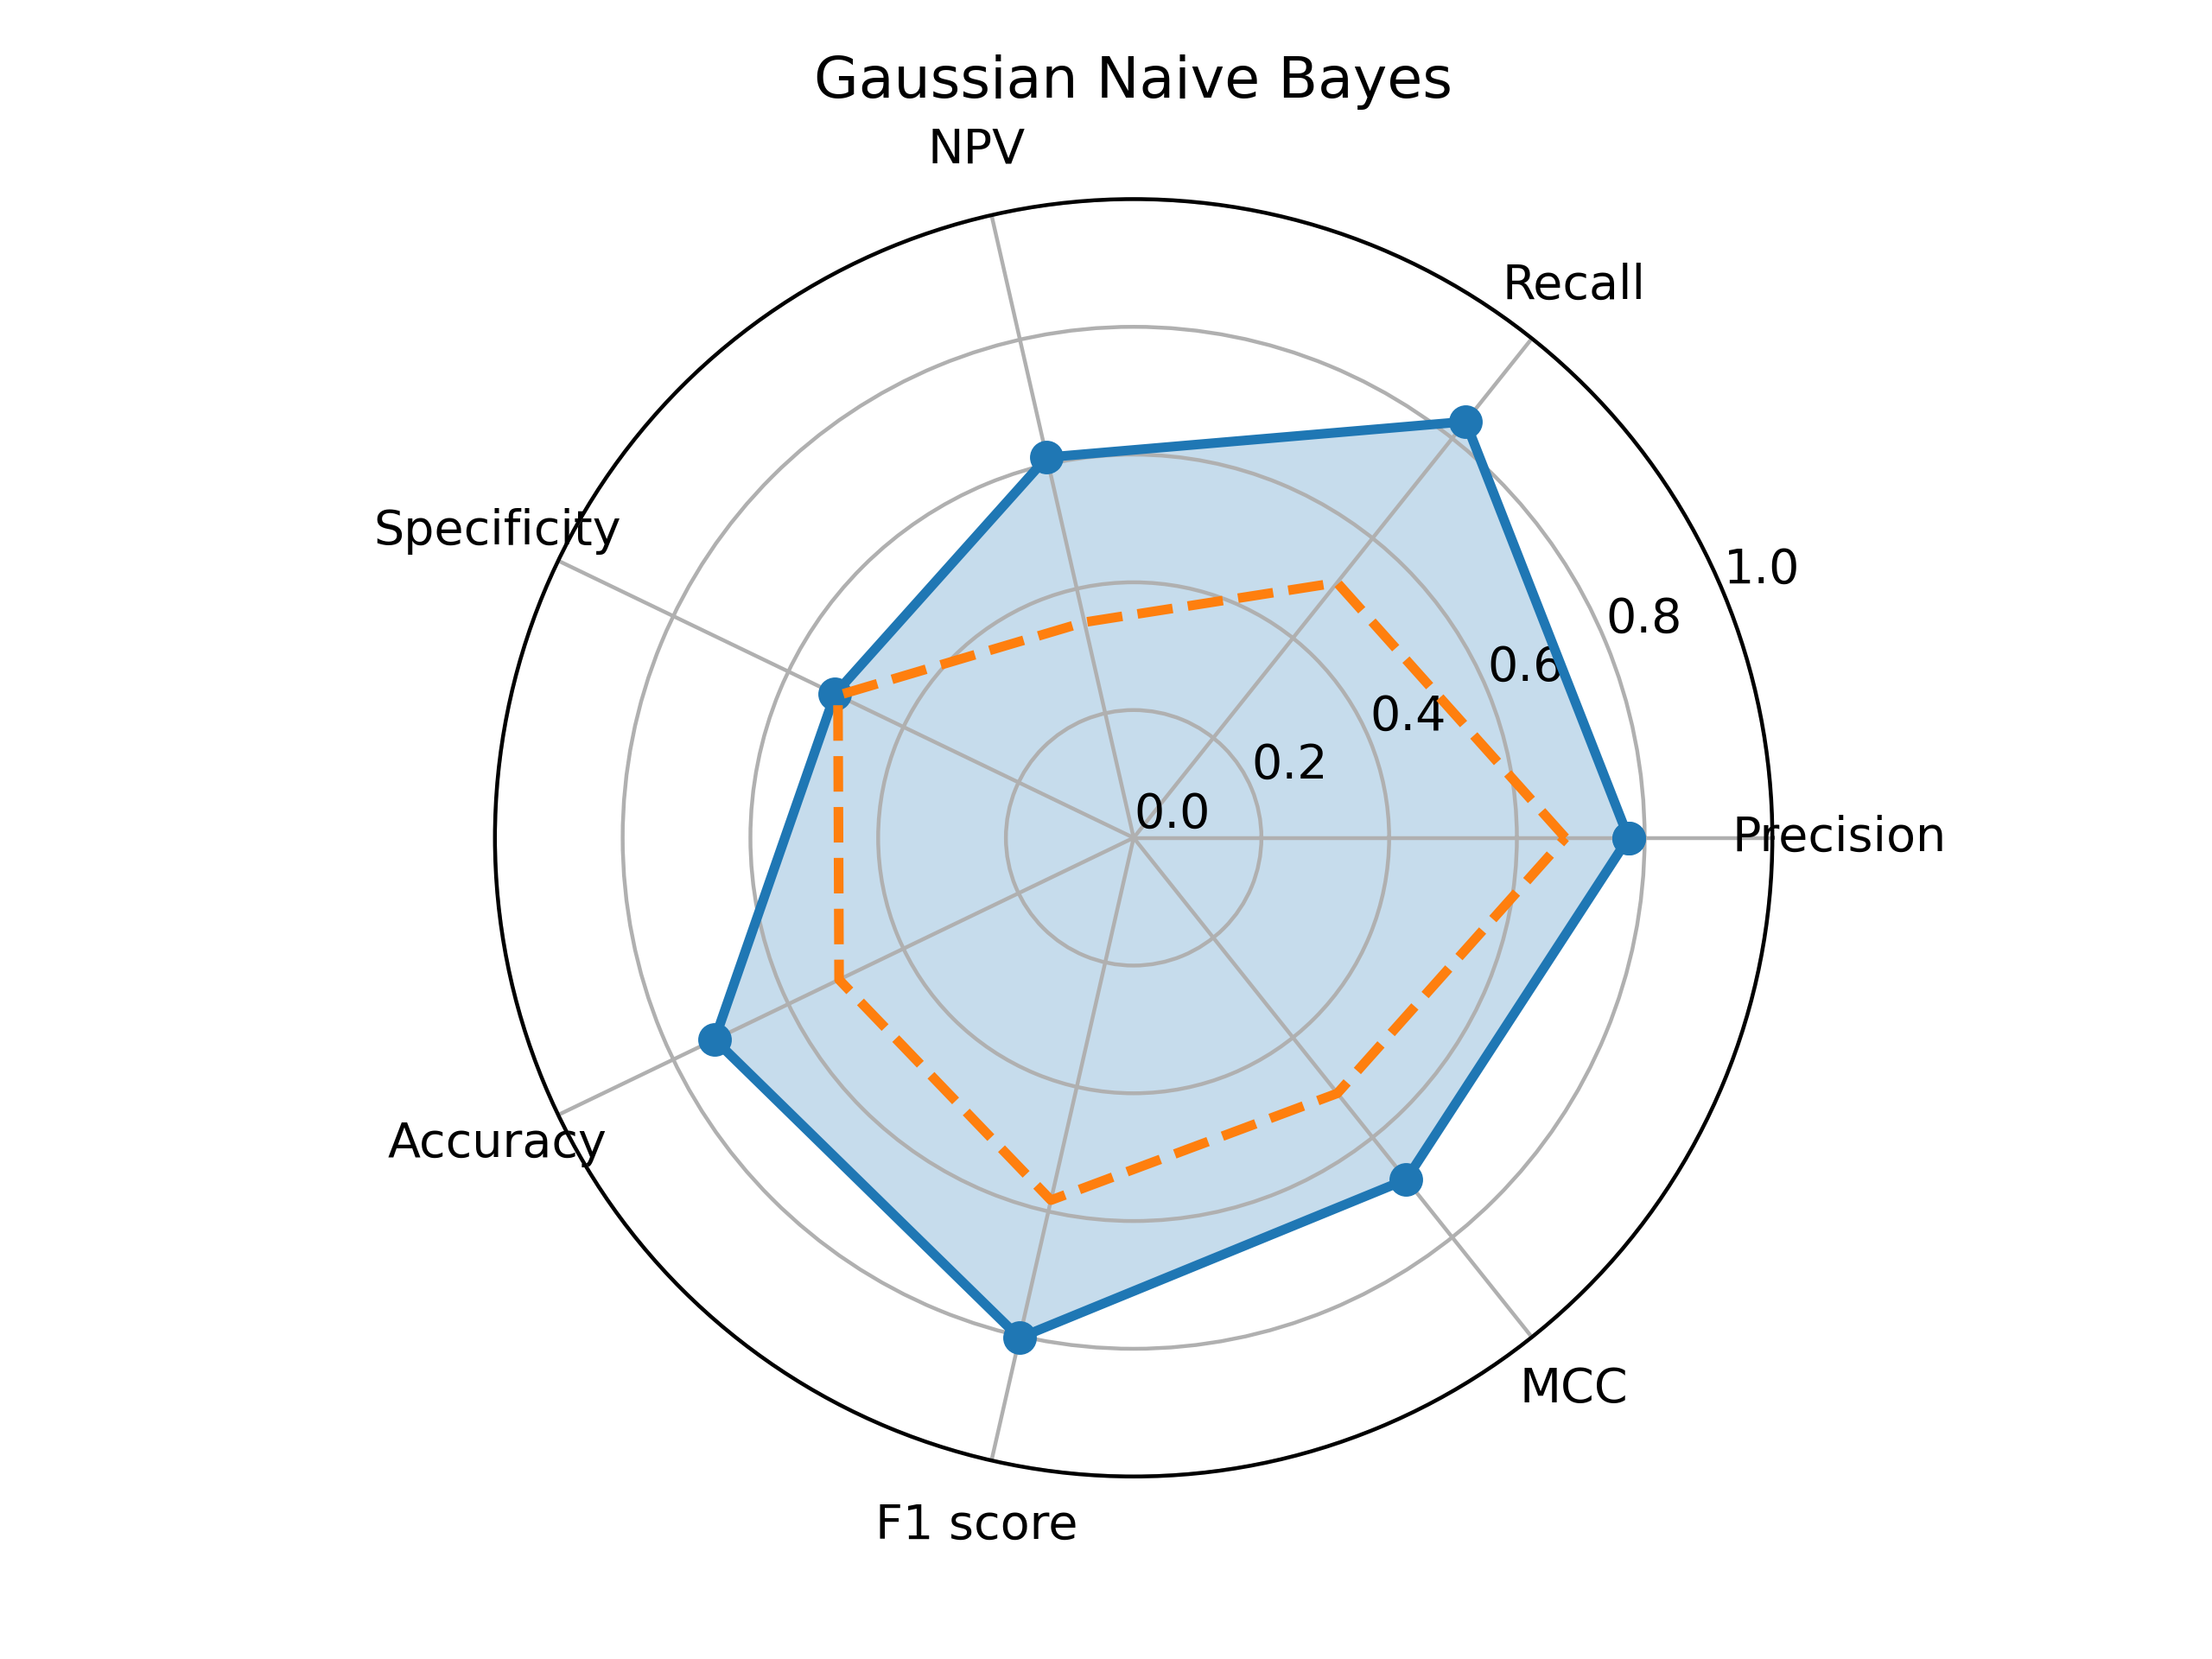 Gaussian Naive Bayes
NPV
Recall
Specificity
1.0
0.8
0.6
0.4
0.2
0.0
Precision
Accuracy
MCC
F1 score